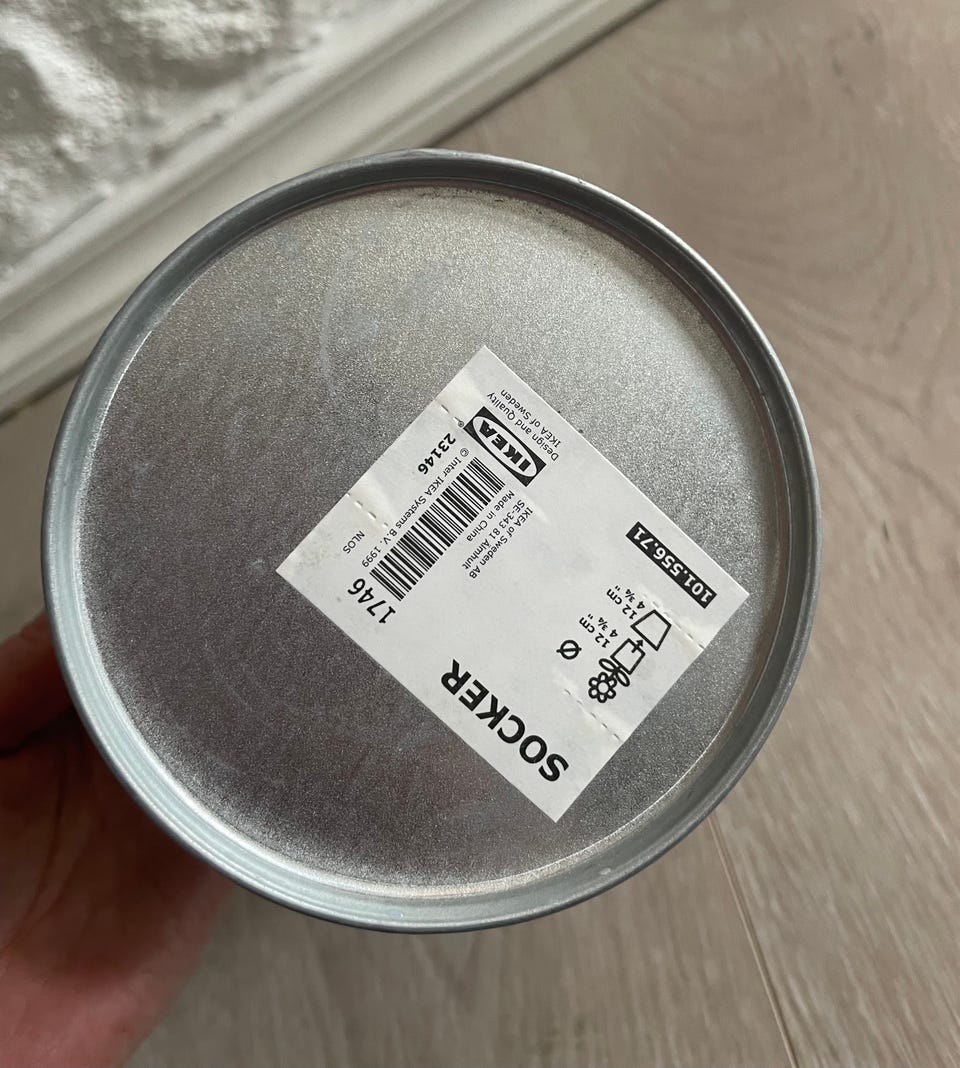 SOCKER
Ø
12 cm
4 ¾ "
12 cm
4 ¾ "
101.556.71
1746
23146
© Inter IKEA Systems B.V. 1999
NLOS
IKEA of Sweden AB
SE-343 81 Älmhult
Made in China
IKEA
Design and Quality
IKEA of Sweden